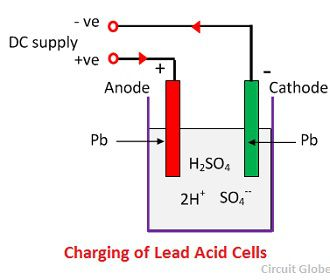 - ve
DC supply
+ve
+
-
Anode
Cathode
Pb
Pb
H₂SO₄
2H⁺ SO₄⁻⁻
Charging of Lead Acid Cells
Circuit Globe